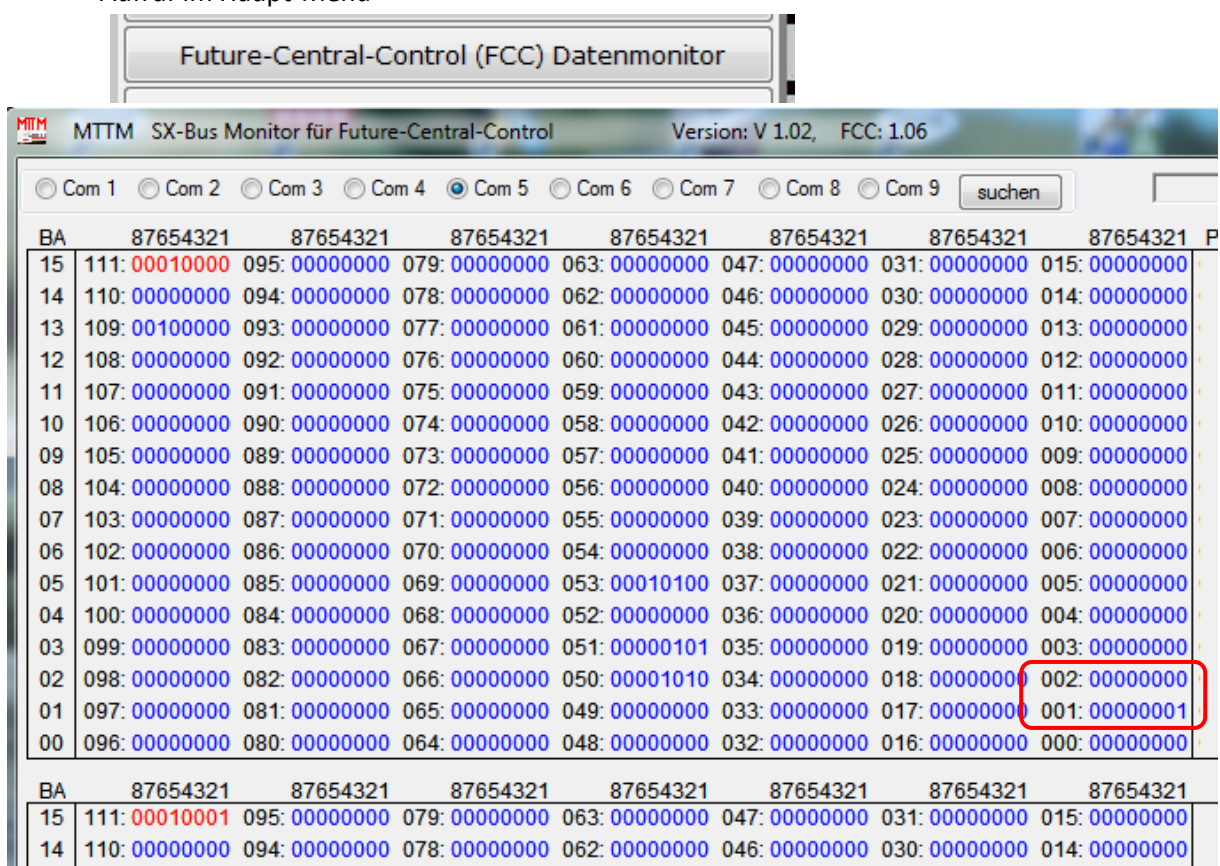 Future-Central-Control (FCC) Datenmonitor
MTTM MTTM SX-Bus Monitor für Future-Central-Control Version: V 1.02, FCC: 1.06
Com 1 Com 2 Com 3 Com 4 Com 5 Com 6 Com 7 Com 8 Com 9 suchen
BA 87654321 87654321 87654321 87654321 87654321 87654321 87654321 P
15 111: 00010000 095: 00000000 079: 00000000 063: 00000000 047: 00000000 031: 00000000 015: 00000000
14 110: 00000000 094: 00000000 078: 00000000 062: 00000000 046: 00000000 030: 00000000 014: 00000000
13 109: 00100000 093: 00000000 077: 00000000 061: 00000000 045: 00000000 029: 00000000 013: 00000000
12 108: 00000000 092: 00000000 076: 00000000 060: 00000000 044: 00000000 028: 00000000 012: 00000000
11 107: 00000000 091: 00000000 075: 00000000 059: 00000000 043: 00000000 027: 00000000 011: 00000000
10 106: 00000000 090: 00000000 074: 00000000 058: 00000000 042: 00000000 026: 00000000 010: 00000000
09 105: 00000000 089: 00000000 073: 00000000 057: 00000000 041: 00000000 025: 00000000 009: 00000000
08 104: 00000000 088: 00000000 072: 00000000 056: 00000000 040: 00000000 024: 00000000 008: 00000000
07 103: 00000000 087: 00000000 071: 00000000 055: 00000000 039: 00000000 023: 00000000 007: 00000000
06 102: 00000000 086: 00000000 070: 00000000 054: 00000000 038: 00000000 022: 00000000 006: 00000000
05 101: 00000000 085: 00000000 069: 00000000 053: 00010100 037: 00000000 021: 00000000 005: 00000000
04 100: 00000000 084: 00000000 068: 00000000 052: 00000000 036: 00000000 020: 00000000 004: 00000000
03 099: 00000000 083: 00000000 067: 00000000 051: 00000101 035: 00000000 019: 00000000 003: 00000000
02 098: 00000000 082: 00000000 066: 00000000 050: 00001010 034: 00000000 018: 00000000 002: 00000000
01 097: 00000000 081: 00000000 065: 00000000 049: 00000000 033: 00000000 017: 00000000 001: 00000001
00 096: 00000000 080: 00000000 064: 00000000 048: 00000000 032: 00000000 016: 00000000 000: 00000000
BA 87654321 87654321 87654321 87654321 87654321 87654321 87654321
15 111: 00010001 095: 00000000 079: 00000000 063: 00000000 047: 00000000 031: 00000000 015: 00000000
14 110: 00000000 094: 00000000 078: 00000000 062: 00000000 046: 00000000 030: 00000000 014: 00000000